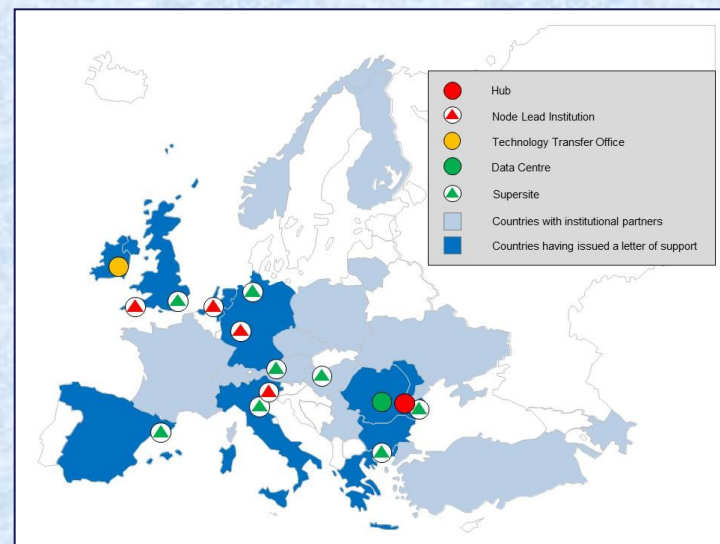 Hub
Node Lead Institution
Technology Transfer Office
Data Centre
Supersite
Countries with institutional partners
Countries having issued a letter of support